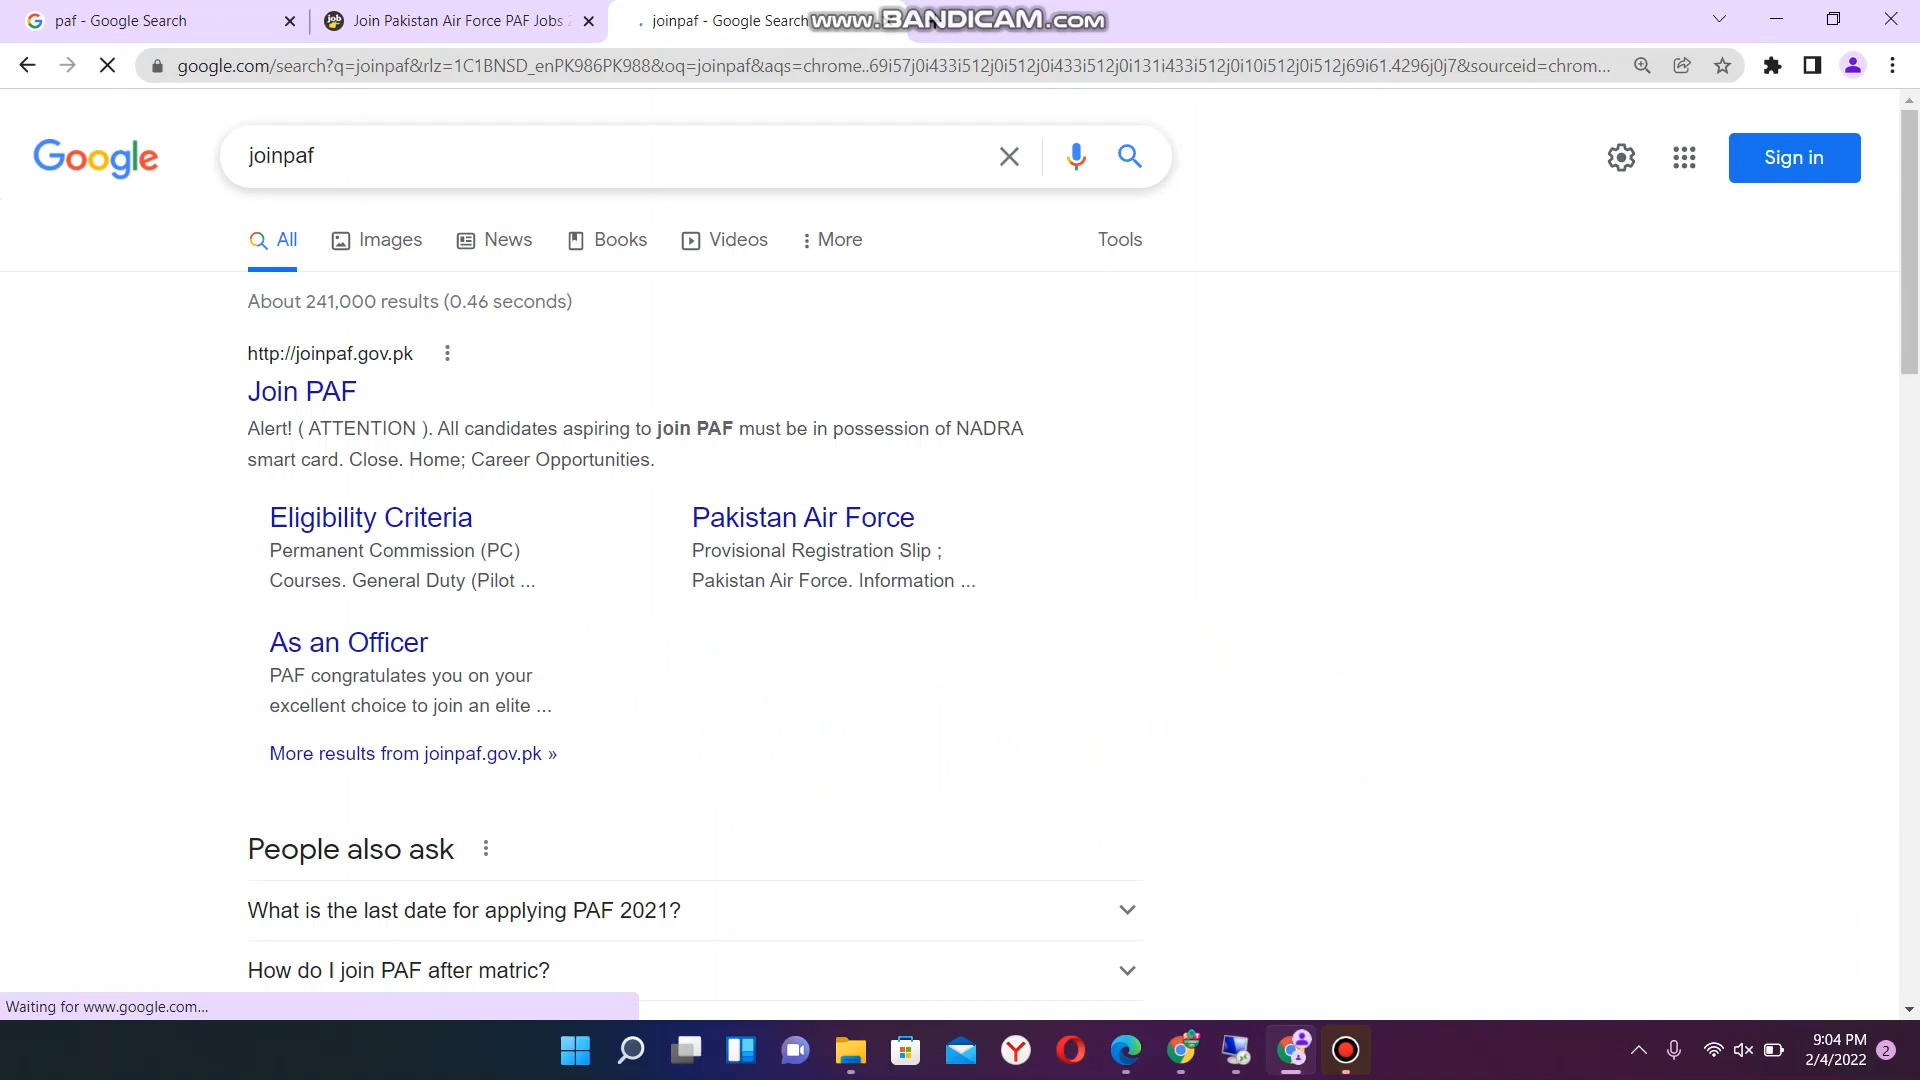 paf - Google Search
Join Pakistan Air Force PAF Jobs 2
joinpaf - Google Search
www.BANDICAM.com
google.com/search?q=joinpaf&rlz=1C1BNSD_enPK986PK988&oq=joinpaf&aqs=chrome..69i57j0i433i512j0i512j0i433i512j0i131i433i512j0i10i512j0i512j69i61.4296j0j7&sourceid=chrom...
Google
joinpaf
Sign in
All
Images
News
Books
Videos
More
Tools
About 241,000 results (0.46 seconds)
http://joinpaf.gov.pk
Join PAF
Alert! ( ATTENTION ). All candidates aspiring to join PAF must be in possession of NADRA
smart card. Close. Home; Career Opportunities.
Eligibility Criteria
Permanent Commission (PC)
Courses. General Duty (Pilot ...
Pakistan Air Force
Provisional Registration Slip ;
Pakistan Air Force. Information ...
As an Officer
PAF congratulates you on your
excellent choice to join an elite ...
More results from joinpaf.gov.pk »
People also ask
What is the last date for applying PAF 2021?
How do I join PAF after matric?
Waiting for www.google.com...
9:04 PM
2/4/2022
2